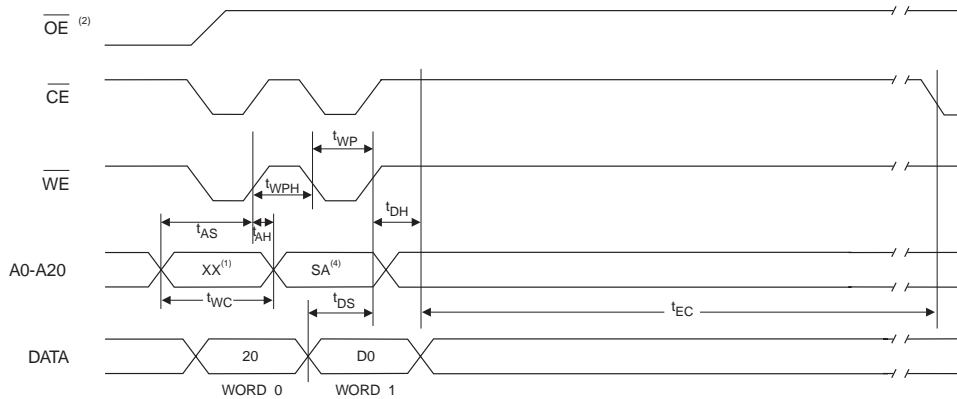 OE (2)
CE
tWP
WE
tWPH
tDH
tAS
tAH
A0-A20
XX(1)
SA(4)
tWC
tDS
tEC
DATA
20
D0
WORD 0
WORD 1